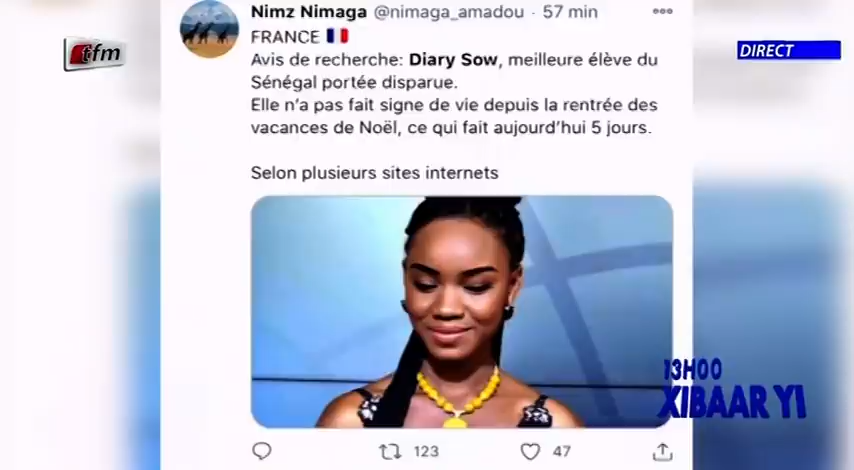 Nimz Nimaga @nimaga_amadou · 57 min
FRANCE
tfm
DIRECT
Avis de recherche: Diary Sow, meilleure élève du
Sénégal portée disparue.
Elle n'a pas fait signe de vie depuis la rentrée des
vacances de Noël, ce qui fait aujourd'hui 5 jours.
Selon plusieurs sites internets
13H00
XIBAAR YI
123
47